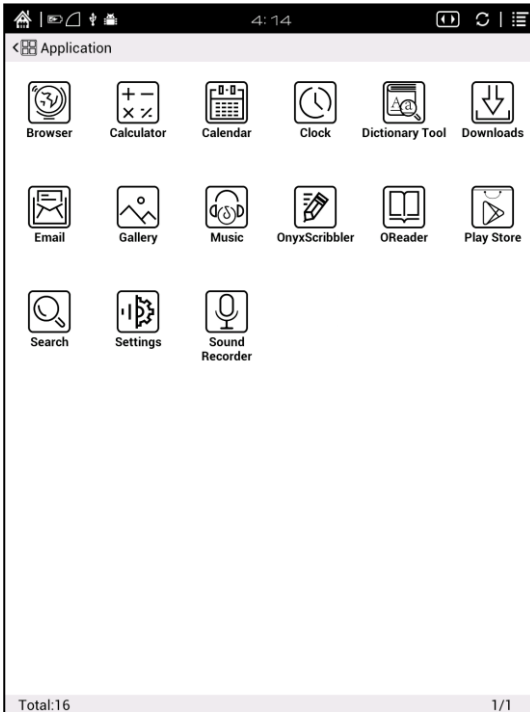 4:14
Application
Browser Calculator Calendar Clock Dictionary Tool Downloads
Email Gallery Music OnyxScribbler OReader Play Store
Search Settings Sound Recorder
Total:16 1/1